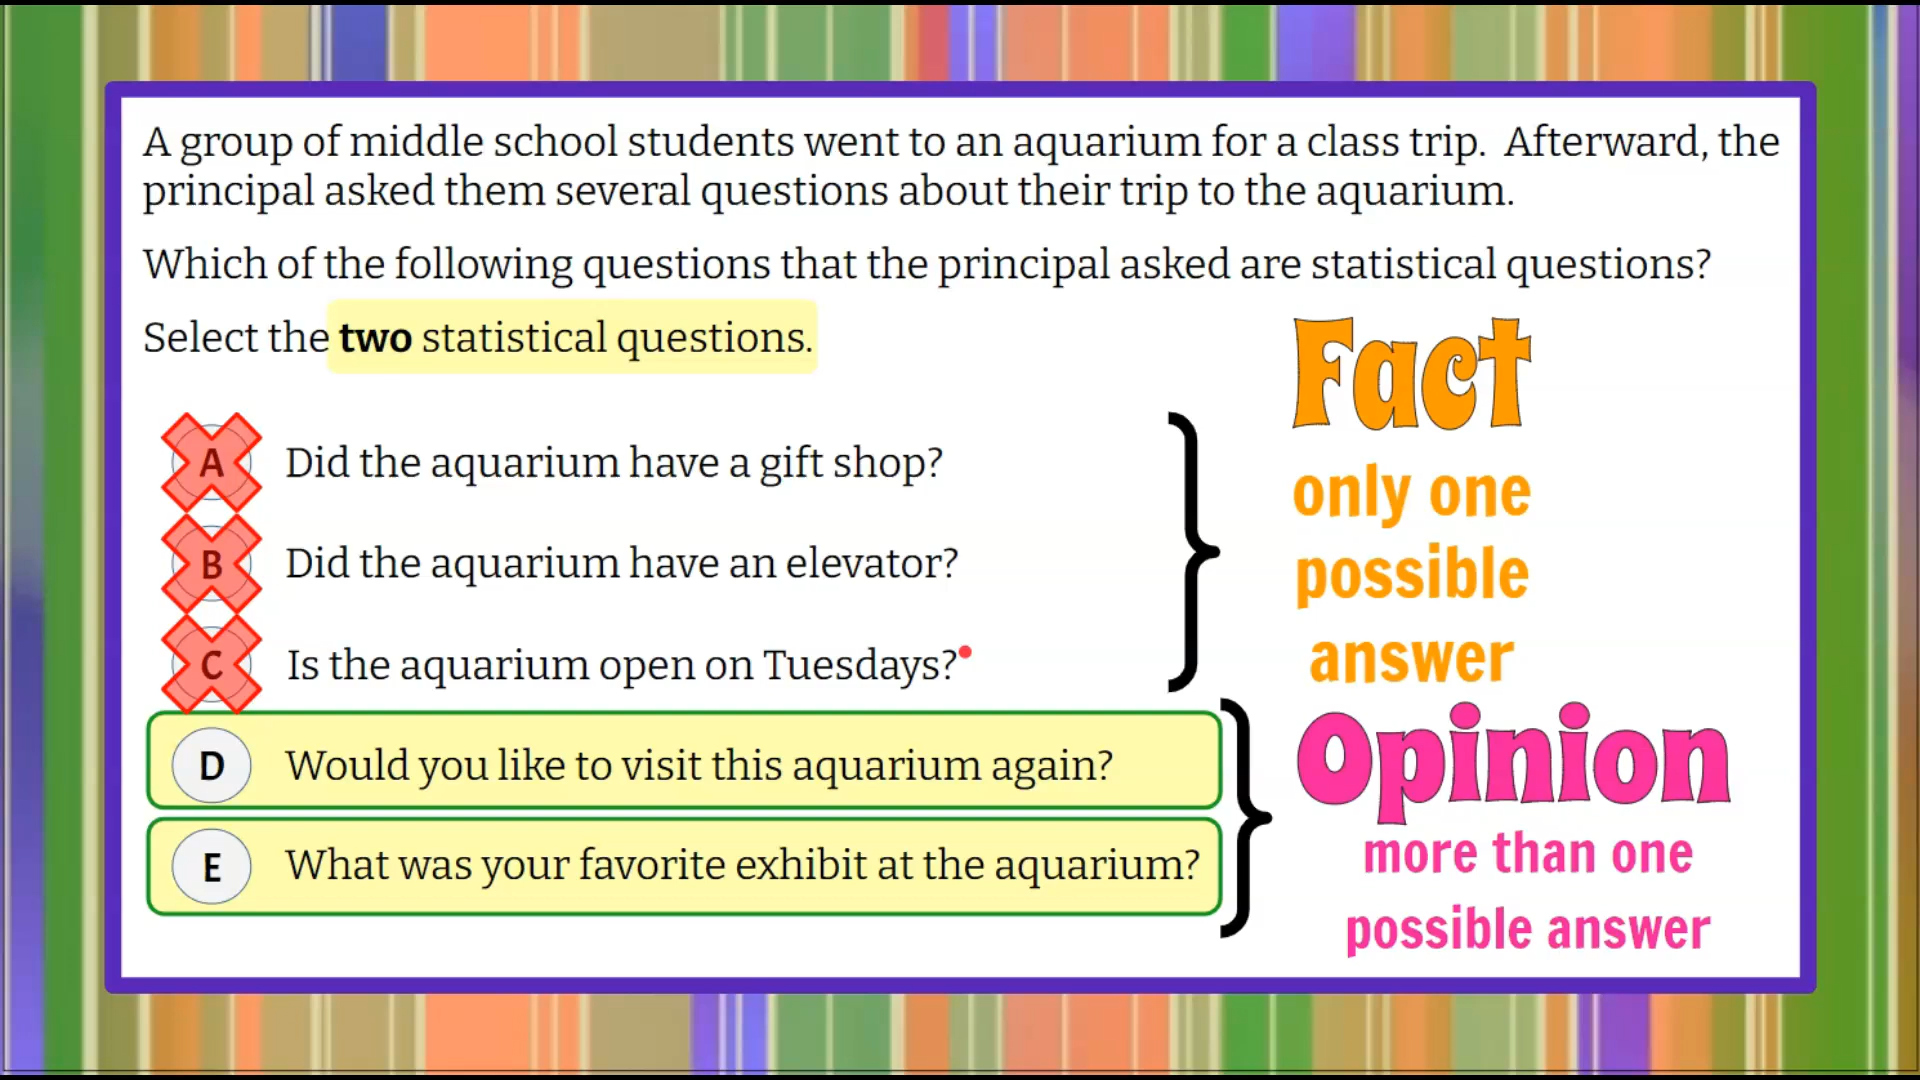 A group of middle school students went to an aquarium for a class trip.  Afterward, the
principal asked them several questions about their trip to the aquarium.
Which of the following questions that the principal asked are statistical questions?
Select the two statistical questions.
A Did the aquarium have a gift shop?
B Did the aquarium have an elevator?
C Is the aquarium open on Tuesdays?
D Would you like to visit this aquarium again?
E What was your favorite exhibit at the aquarium?
Fact
only one
possible
answer
Opinion
more than one
possible answer